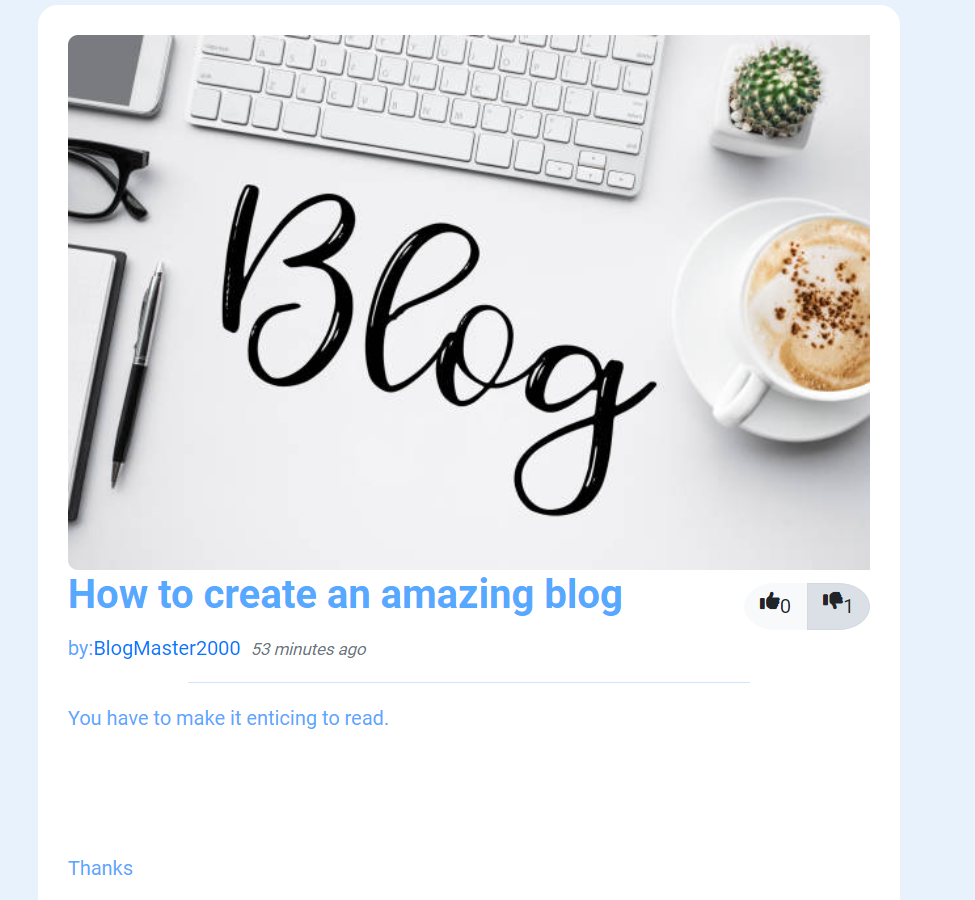 Blog
How to create an amazing blog
0 1
by:BlogMaster2000 53 minutes ago
You have to make it enticing to read.
Thanks